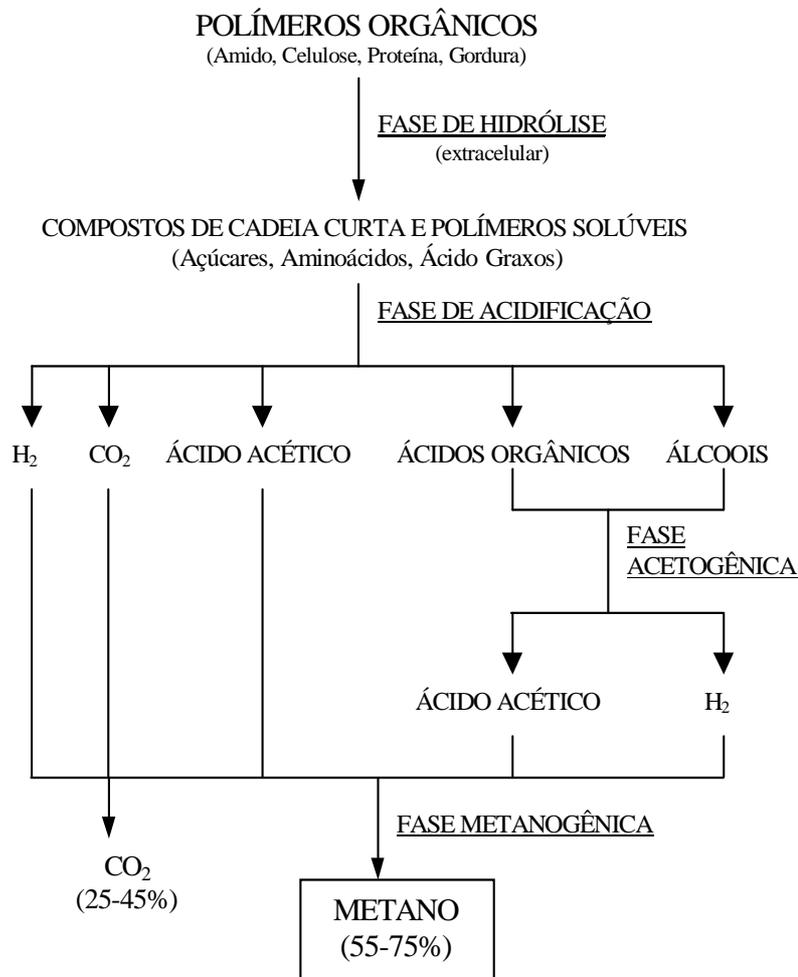 POLÍMEROS ORGÂNICOS
(Amido, Celulose, Proteína, Gordura)
FASE DE HIDRÓLISE
(extracelular)
COMPOSTOS DE CADEIA CURTA E POLÍMEROS SOLÚVEIS
(Açúcares, Aminoácidos, Ácido Graxos)
FASE DE ACIDIFICAÇÃO
H₂ CO₂ ÁCIDO ACÉTICO ÁCIDOS ORGÂNICOS ÁLCOOIS
FASE
ACETOGÊNICA
ÁCIDO ACÉTICO H₂
FASE METANOGÊNICA
CO₂
(25-45%)
METANO
(55-75%)